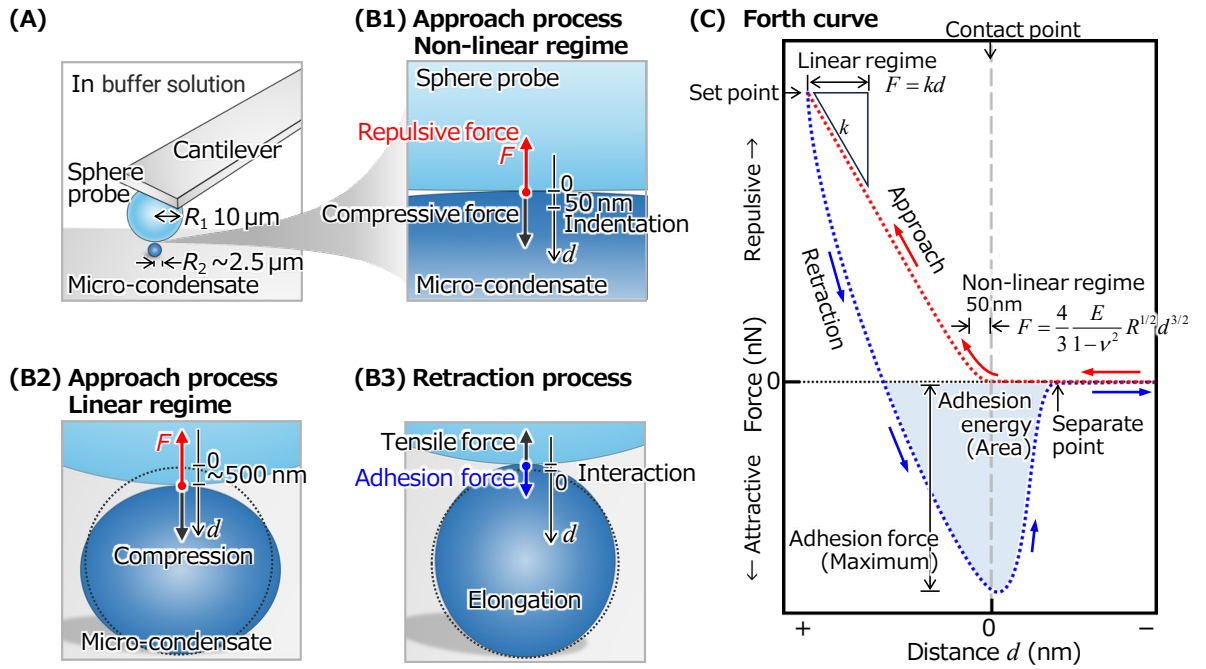 (A)
In buffer solution
Cantilever
Sphere
probe
R₁ 10 µm
R₂ ~2.5 µm
Micro-condensate
(B1) Approach process
Non-linear regime
Sphere probe
Repulsive force
F
0
50 nm
Compressive force
Indentation
d
Micro-condensate
(B2) Approach process
Linear regime
F
0
~500 nm
d
Compression
Micro-condensate
(B3) Retraction process
Tensile force
Interaction
Adhesion force
0
d
Elongation
(C) Forth curve
Contact point
Linear regime
F = kd
Set point
k
Approach
Retraction
Non-linear regime
50 nm
F = 4/3 E/(1−ν²) R^{1/2} d^{3/2}
0
Adhesion
energy
(Area)
Separate
point
Adhesion force
(Maximum)
← Attractive Force (nN) Repulsive →
+ 0 −
Distance d (nm)